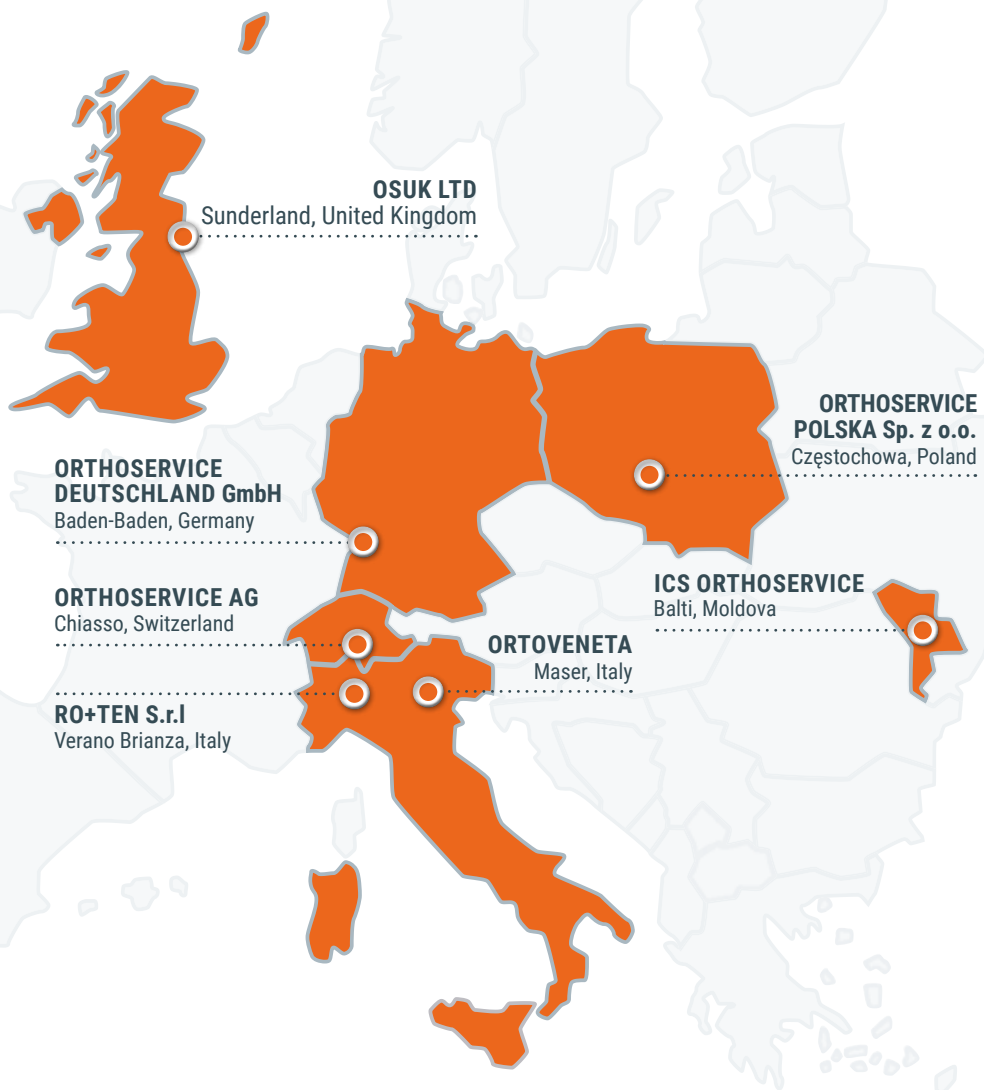 OSUK LTD
Sunderland, United Kingdom
ORTHOSERVICE
POLSKA Sp. z o.o.
Częstochowa, Poland
ORTHOSERVICE
DEUTSCHLAND GmbH
Baden-Baden, Germany
ICS ORTHOSERVICE
Balti, Moldova
ORTHOSERVICE AG
Chiasso, Switzerland
ORTOVENETA
Maser, Italy
RO+TEN S.r.l
Verano Brianza, Italy